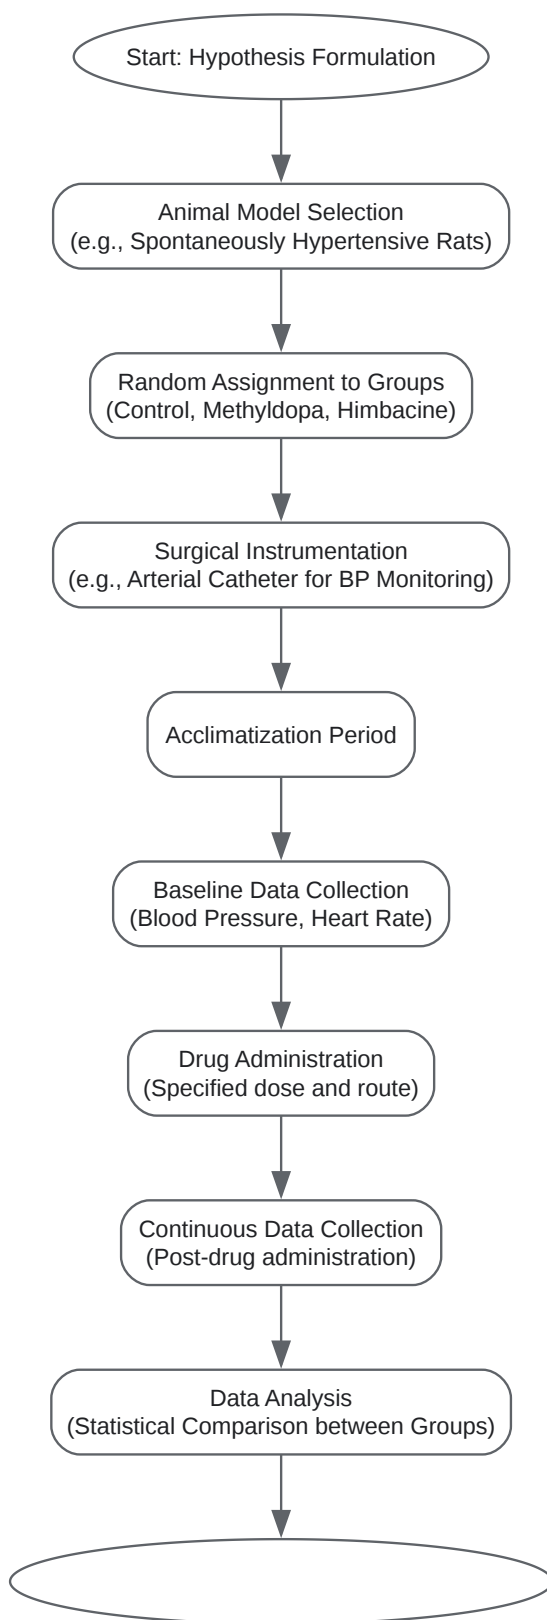 Start: Hypothesis Formulation
Animal Model Selection
(e.g., Spontaneously Hypertensive Rats)
Random Assignment to Groups
(Control, Methyldopa, Himbacine)
Surgical Instrumentation
(e.g., Arterial Catheter for BP Monitoring)
Acclimatization Period
Baseline Data Collection
(Blood Pressure, Heart Rate)
Drug Administration
(Specified dose and route)
Continuous Data Collection
(Post-drug administration)
Data Analysis
(Statistical Comparison between Groups)